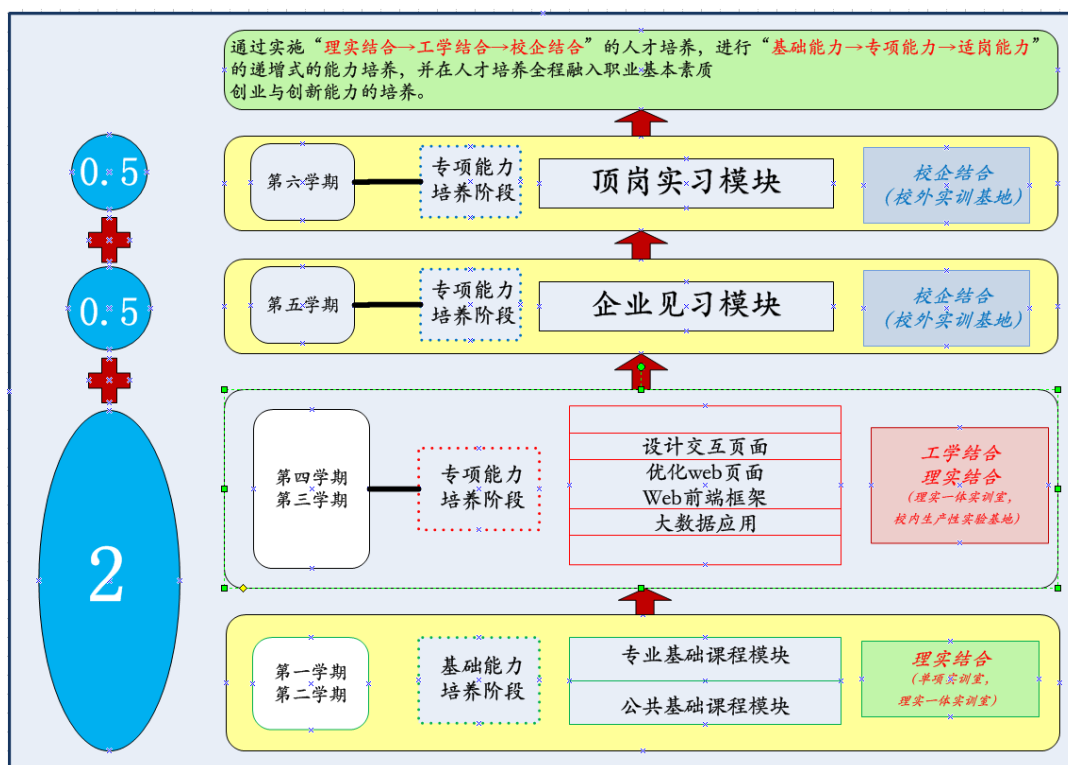 通过实施“理实结合→工学结合→校企结合”的人才培养，进行“基础能力→专项能力→适岗能力”
的递增式的能力培养，并在人才培养全程融入职业基本素质
创业与创新能力的培养。
0.5
第六学期
专项能力
培养阶段
顶岗实习模块
校企结合
（校外实训基地）
0.5
第五学期
专项能力
培养阶段
企业见习模块
校企结合
（校外实训基地）
2
第四学期
第三学期
专项能力
培养阶段
设计交互页面
优化web页面
Web前端框架
大数据应用
工学结合
理实结合
（理实一体实训室，
校内生产性实验基地）
第一学期
第二学期
基础能力
培养阶段
专业基础课程模块
公共基础课程模块
理实结合
（单项实训室，
理实一体实训室）